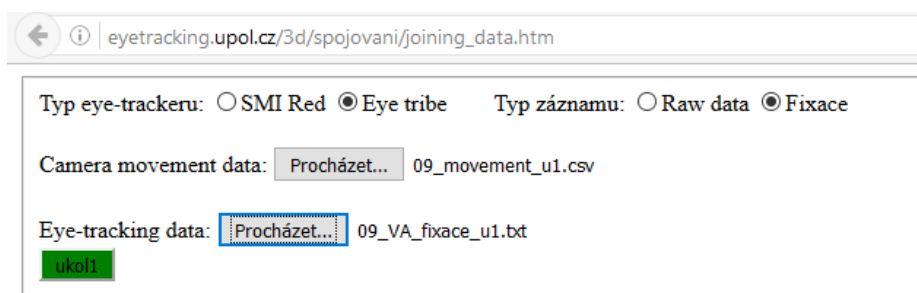 eyetracking.upol.cz/3d/spojovani/joining_data.htm
Typ eye-trackeru: SMI Red Eye tribe Typ záznamu: Raw data Fixace
Camera movement data: Procházet... 09_movement_u1.csv
Eye-tracking data: Procházet... 09_VA_fixace_u1.txt
ukol1